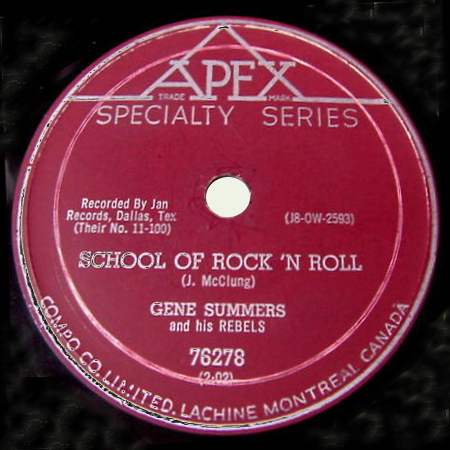 APEX
TRADE MARK
SPECIALTY SERIES
Recorded By Jan
Records, Dallas, Tex
(Their No. 11-100)
(J8-OW-2593)
SCHOOL OF ROCK 'N ROLL
(J. McClung)
GENE SUMMERS
and his REBELS
76278
(2:02)
COMPO CO. LIMITED. LACHINE MONTREAL CANADA